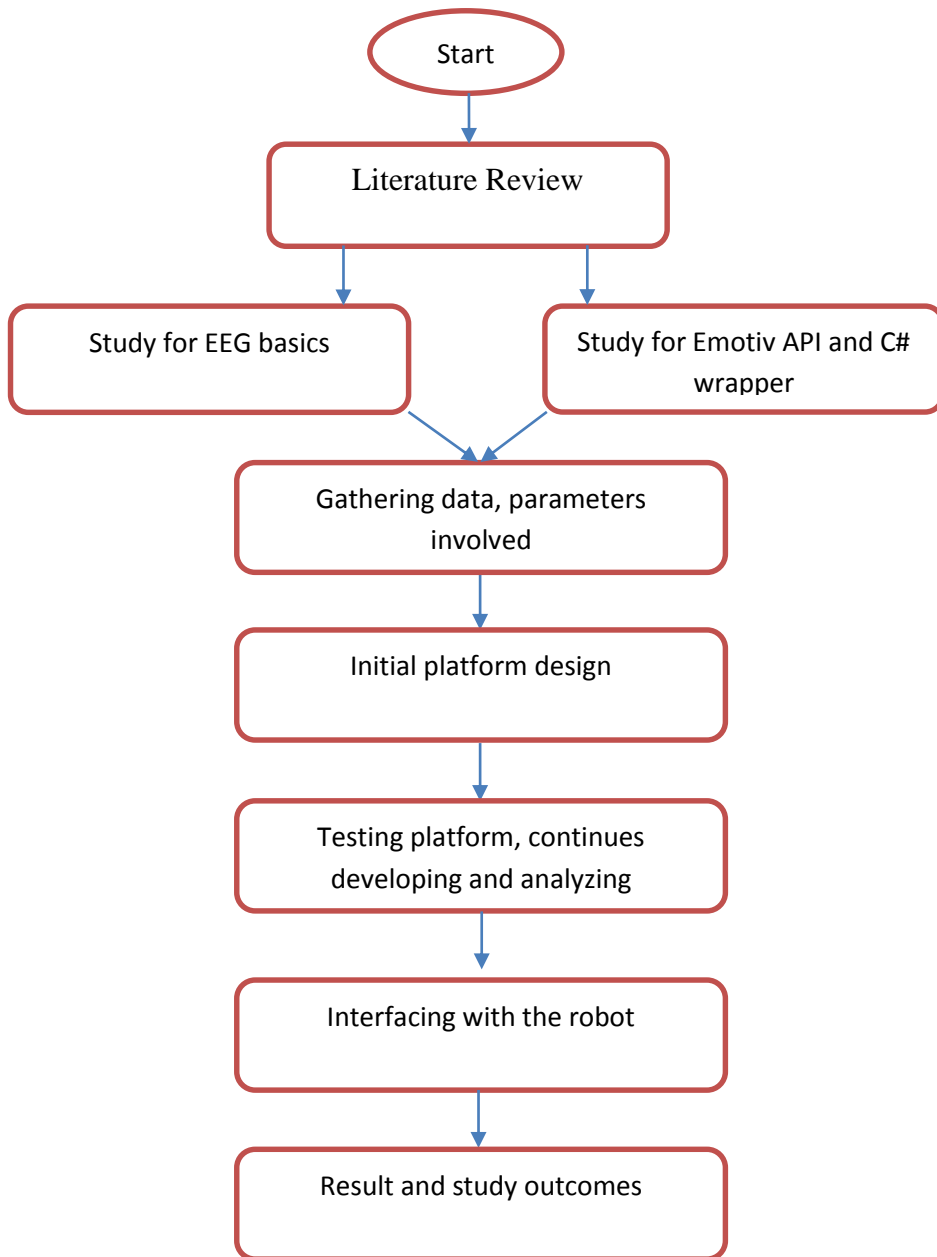 Start
Literature Review
Study for EEG basics
Study for Emotiv API and C#
wrapper
Gathering data, parameters
involved
Initial platform design
Testing platform, continues
developing and analyzing
Interfacing with the robot
Result and study outcomes